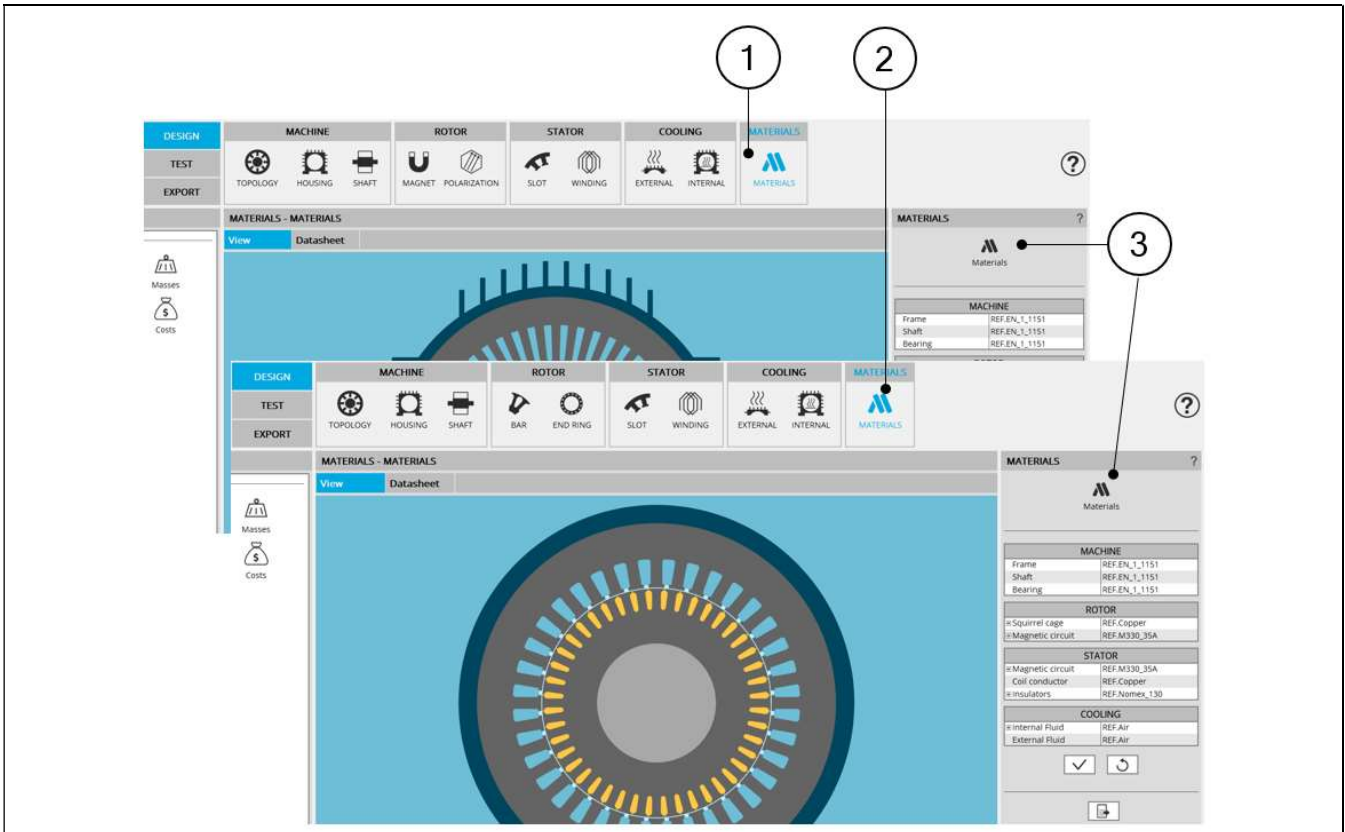 1 2
DESIGN MACHINE ROTOR STATOR COOLING MATERIALS
TEST
EXPORT
TOPOLOGY HOUSING SHAFT MAGNET POLARIZATION SLOT WINDING EXTERNAL INTERNAL MATERIALS
?
MATERIALS - MATERIALS
View Datasheet
MATERIALS ?
3
Materials
Masses
$
Costs
MACHINE
Frame REF.EN_1_1151
Shaft REF.EN_1_1151
Bearing REF.EN_1_1151
DESIGN MACHINE ROTOR STATOR COOLING MATERIALS
TEST
EXPORT
TOPOLOGY HOUSING SHAFT BAR END RING SLOT WINDING EXTERNAL INTERNAL MATERIALS
?
MATERIALS - MATERIALS
View Datasheet
MATERIALS ?
Materials
Masses
$
Costs
MACHINE
Frame REF.EN_1_1151
Shaft REF.EN_1_1151
Bearing REF.EN_1_1151
ROTOR
Squirrel cage REF.Copper
Magnetic circuit REF.M330_35A
STATOR
Magnetic circuit REF.M330_35A
Coil conductor REF.Copper
Insulators REF.Nomex_130
COOLING
Internal Fluid REF.Air
External Fluid REF.Air